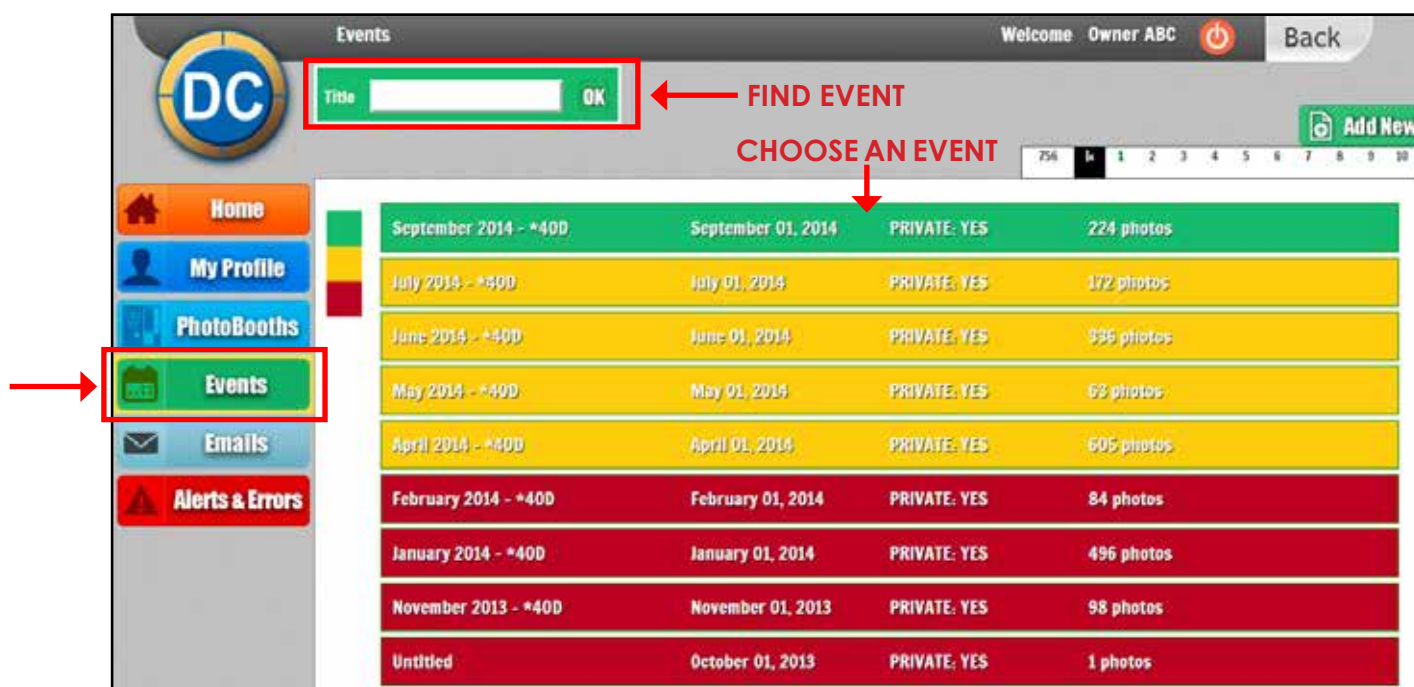 Events Welcome Owner ABC Back
DC
Title OK FIND EVENT
Add New
CHOOSE AN EVENT
756 1 2 3 4 5 6 7 8 9 10
Home
My Profile
PhotoBooths
Events
Emails
Alerts & Errors
September 2014 - *40D September 01, 2014 PRIVATE: YES 224 photos
July 2014 - *40D July 01, 2014 PRIVATE: YES 172 photos
June 2014 - *40D June 01, 2014 PRIVATE: YES 336 photos
May 2014 - *40D May 01, 2014 PRIVATE: YES 63 photos
April 2014 - *40D April 01, 2014 PRIVATE: YES 605 photos
February 2014 - *40D February 01, 2014 PRIVATE: YES 84 photos
January 2014 - *40D January 01, 2014 PRIVATE: YES 496 photos
November 2013 - *40D November 01, 2013 PRIVATE: YES 98 photos
Untitled October 01, 2013 PRIVATE: YES 1 photos